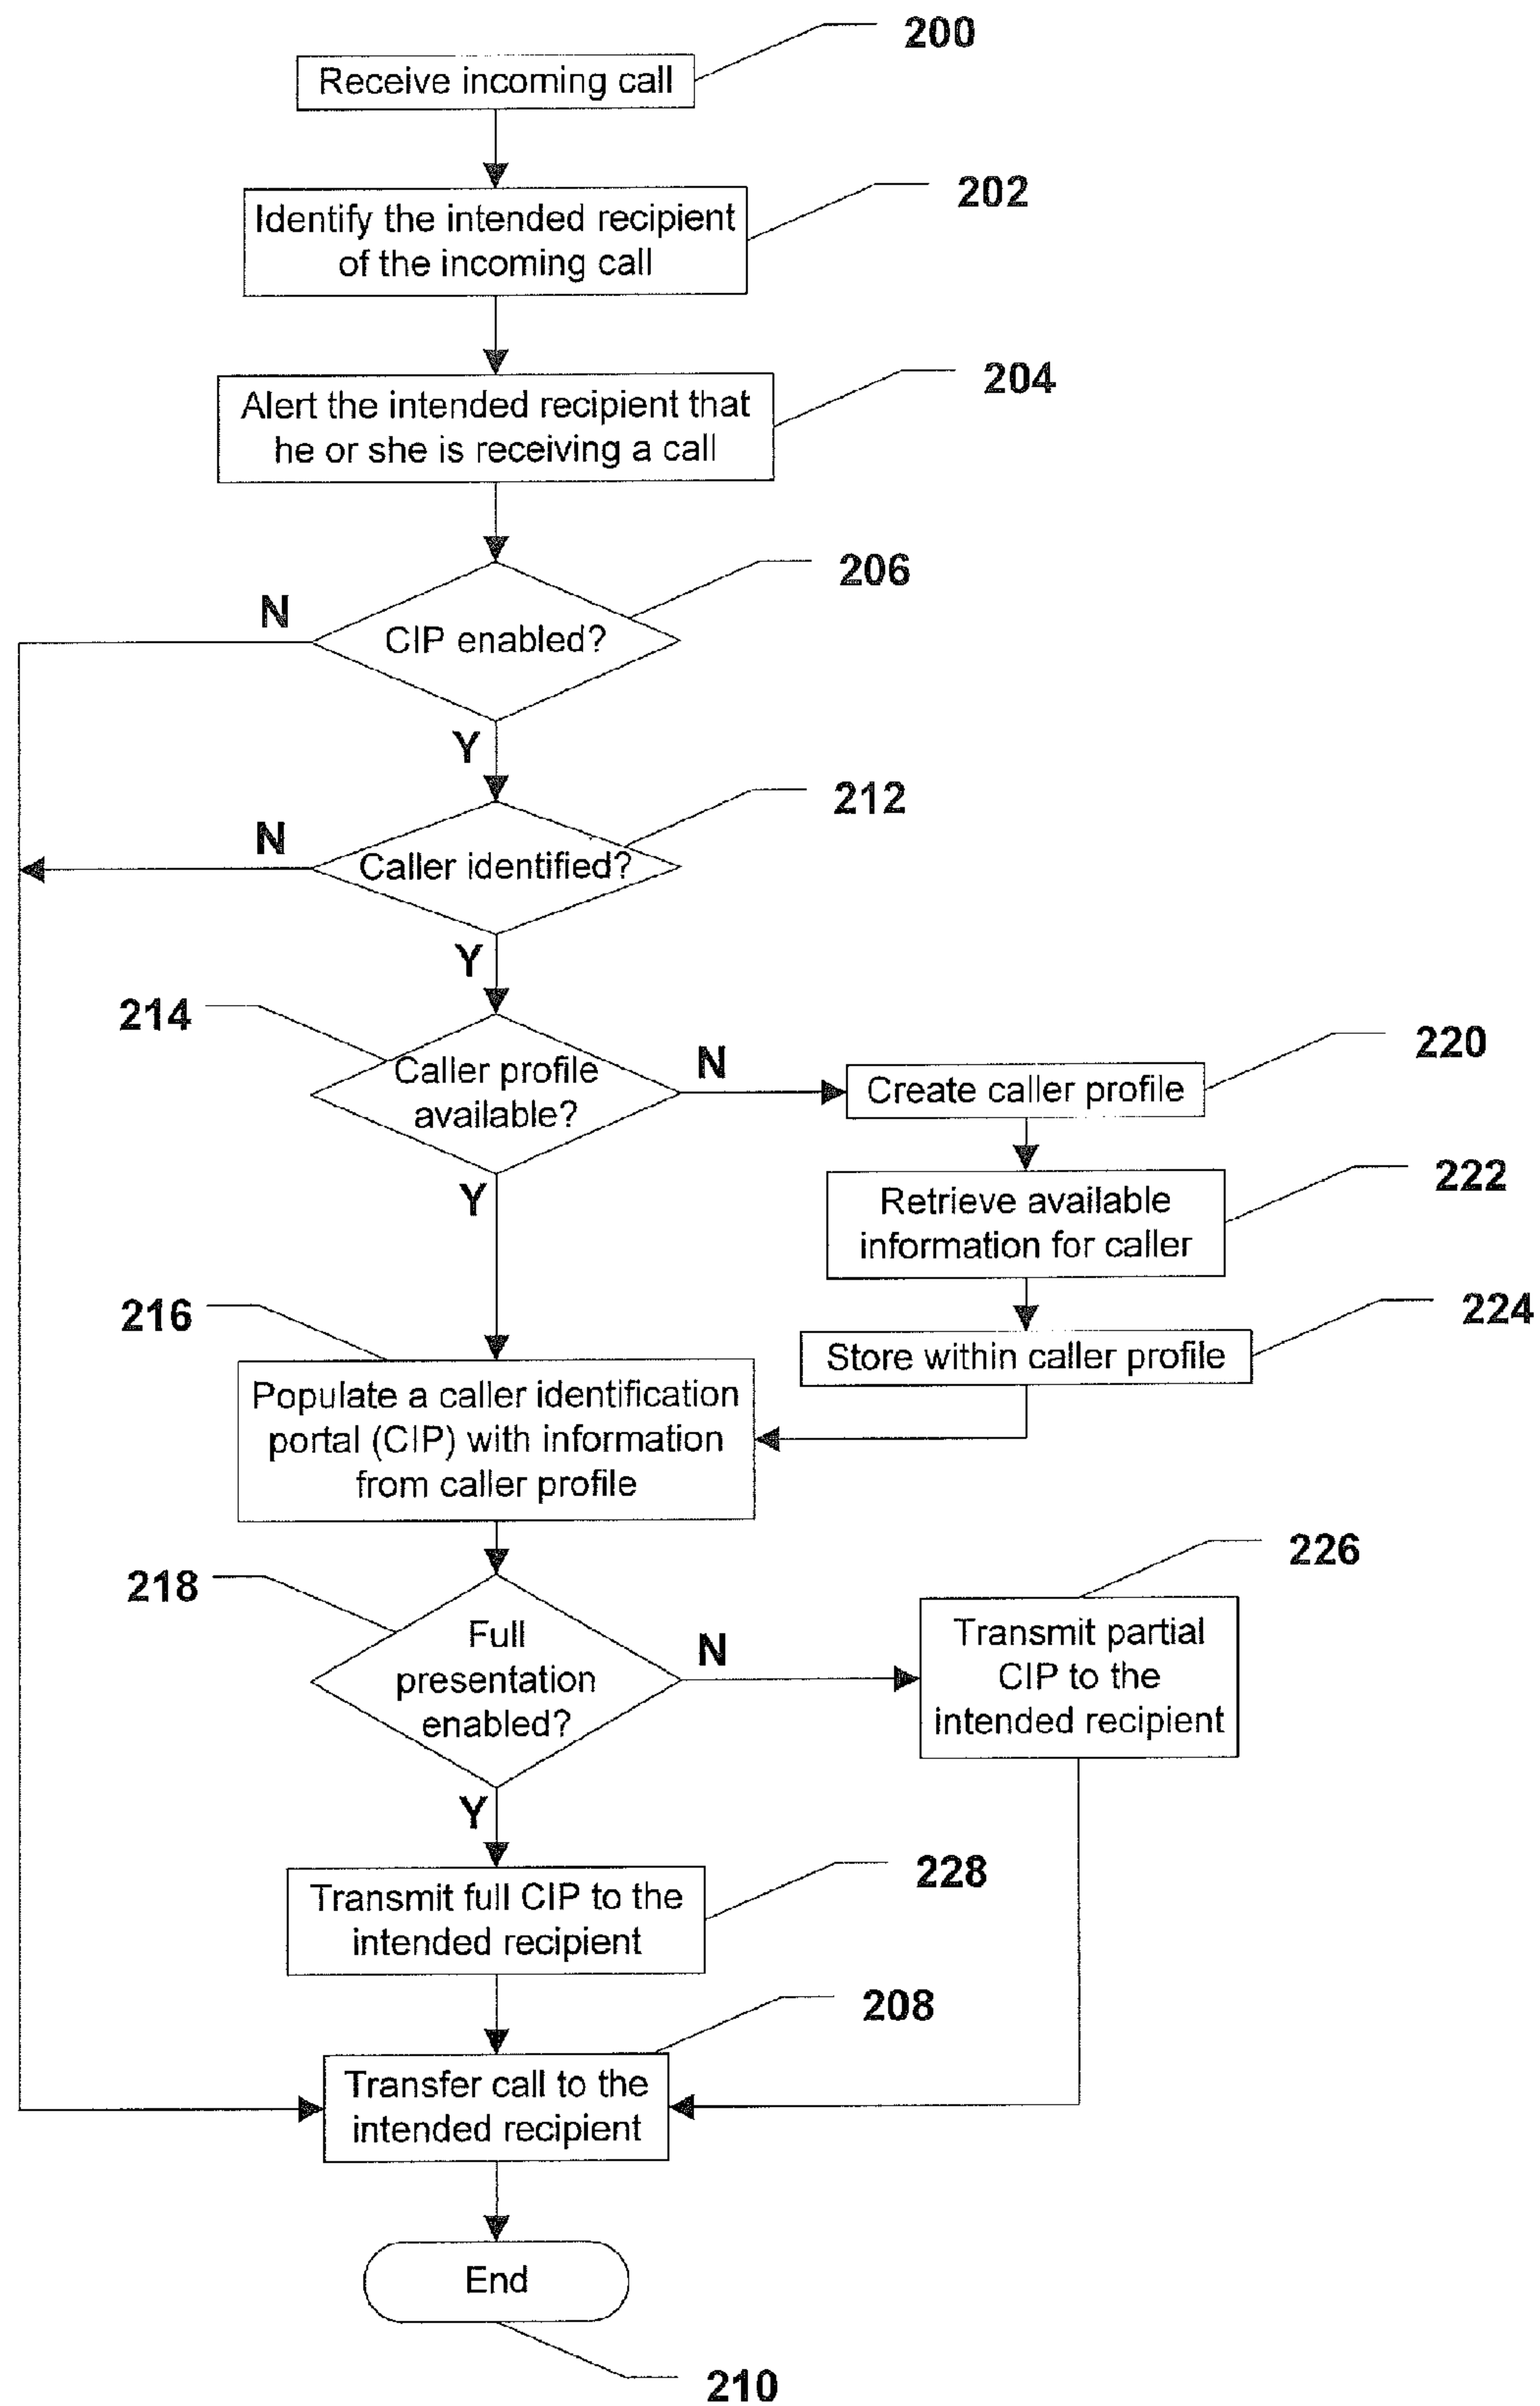 200
Receive incoming call
202
Identify the intended recipient
of the incoming call
204
Alert the intended recipient that
he or she is receiving a call
206
N
CIP enabled?
Y
212
N
Caller identified?
Y
214
Caller profile
available?
N
220
Create caller profile
Y
222
Retrieve available
information for caller
224
Store within caller profile
216
Populate a caller identification
portal (CIP) with information
from caller profile
218
Full
presentation
enabled?
N
226
Transmit partial
CIP to the
intended recipient
Y
228
Transmit full CIP to the
intended recipient
208
Transfer call to the
intended recipient
End
210